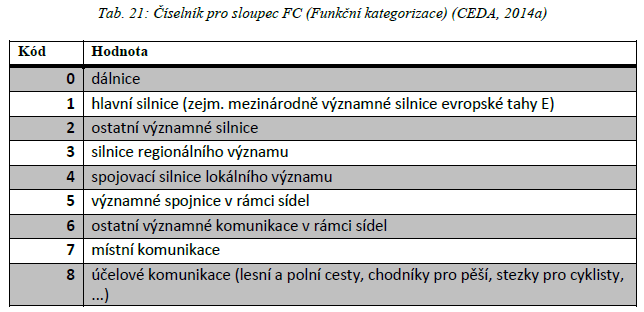 Tab. 21: Číselník pro sloupec FC (Funkční kategorizace) (CEDA, 2014a)
Kód Hodnota
0 dálnice
1 hlavní silnice (zejm. mezinárodně významné silnice evropské tahy E)
2 ostatní významné silnice
3 silnice regionálního významu
4 spojovací silnice lokálního významu
5 významné spojnice v rámci sídel
6 ostatní významné komunikace v rámci sídel
7 místní komunikace
8 účelové komunikace (lesní a polní cesty, chodníky pro pěší, stezky pro cyklisty,
...)